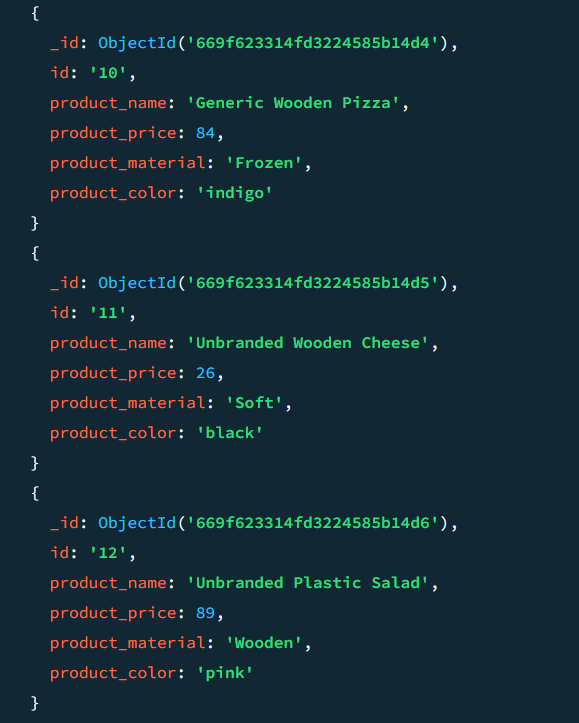 {
_id: ObjectId('669f623314fd3224585b14d4'),
id: '10',
product_name: 'Generic Wooden Pizza',
product_price: 84,
product_material: 'Frozen',
product_color: 'indigo'
}
{
_id: ObjectId('669f623314fd3224585b14d5'),
id: '11',
product_name: 'Unbranded Wooden Cheese',
product_price: 26,
product_material: 'Soft',
product_color: 'black'
}
{
_id: ObjectId('669f623314fd3224585b14d6'),
id: '12',
product_name: 'Unbranded Plastic Salad',
product_price: 89,
product_material: 'Wooden',
product_color: 'pink'
}